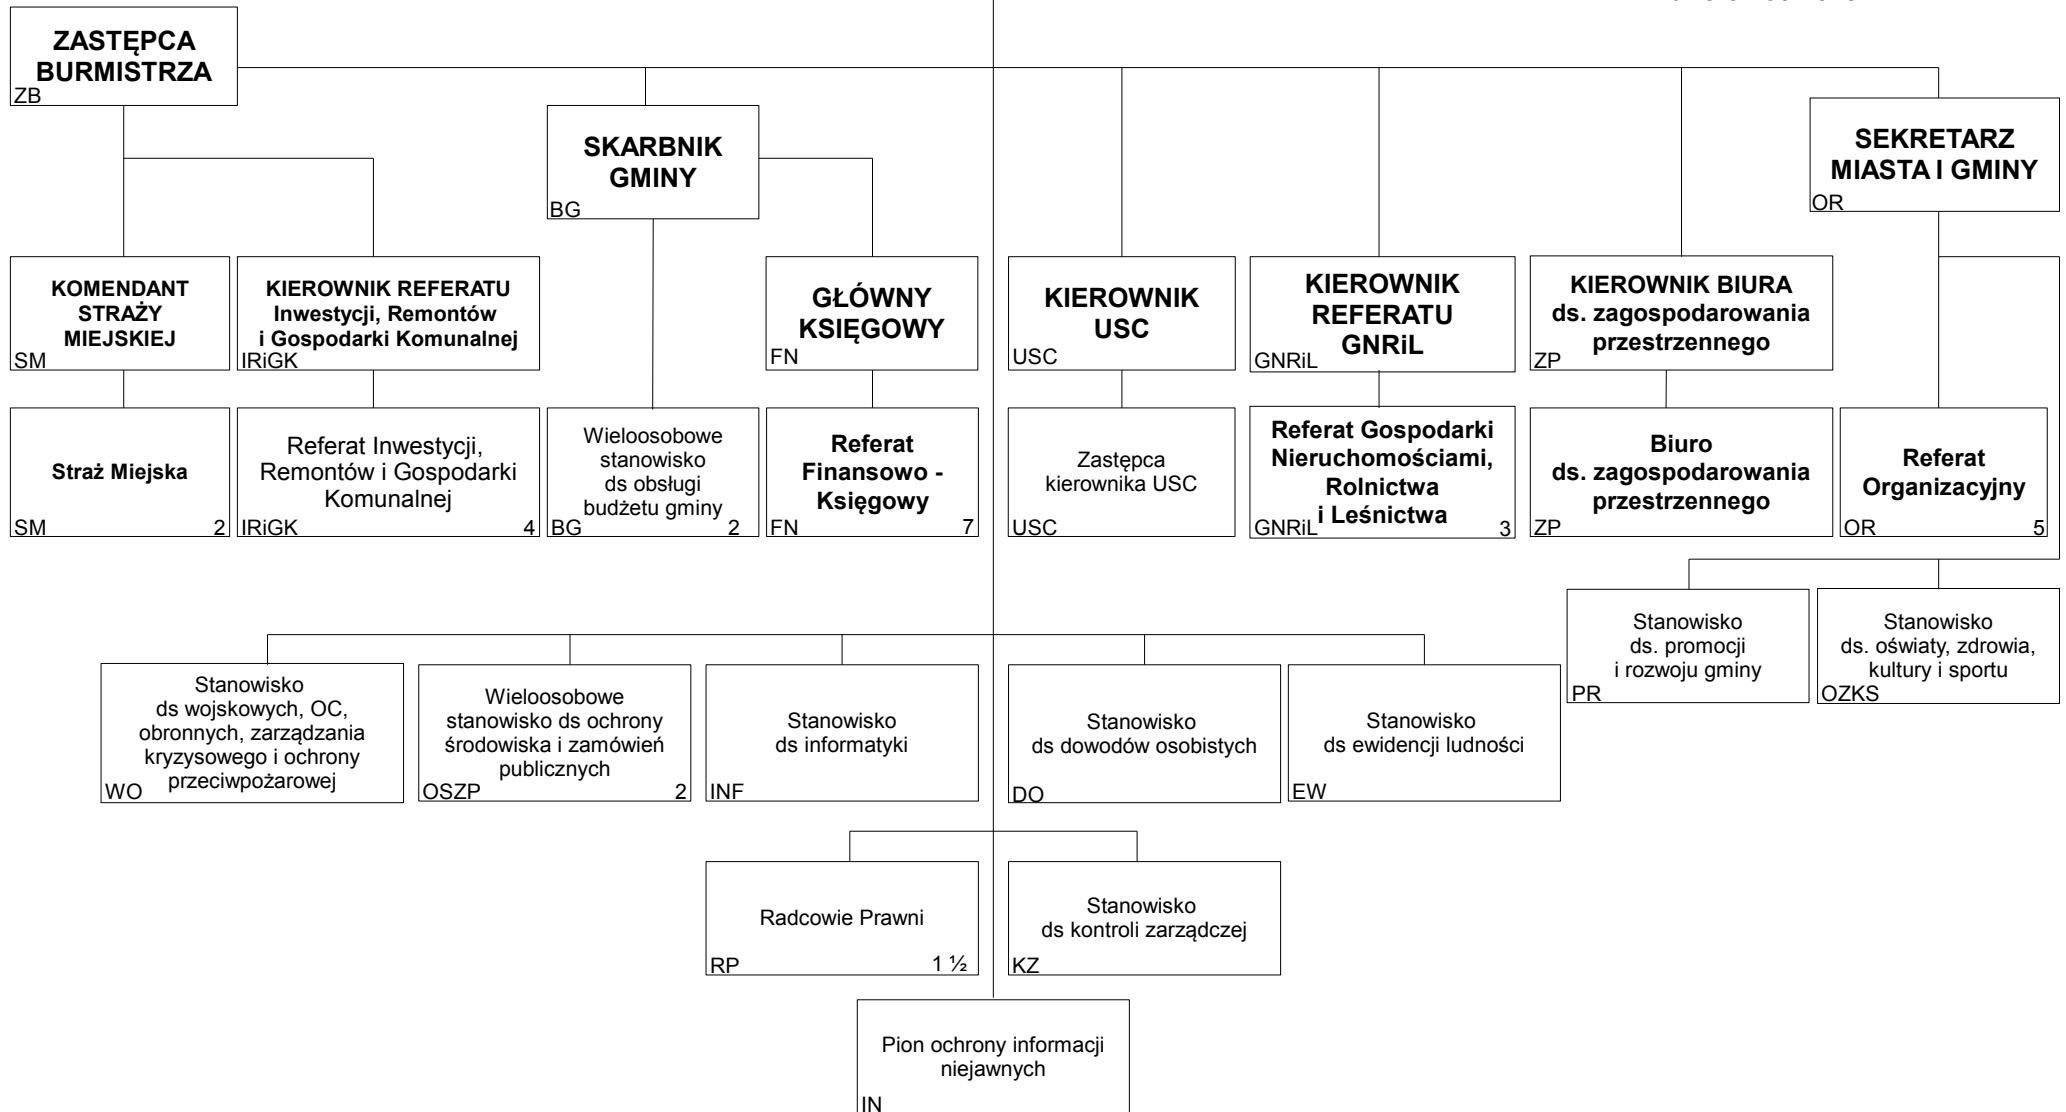 ZASTĘPCA
BURMISTRZA
ZB
SKARBNIK
GMINY
BG
SEKRETARZ
MIASTA I GMINY
OR
KOMENDANT
STRAŻY
MIEJSKIEJ
SM
KIEROWNIK REFERATU
Inwestycji, Remontów
i Gospodarki Komunalnej
IRiGK
GŁÓWNY
KSIĘGOWY
FN
KIEROWNIK
USC
USC
KIEROWNIK
REFERATU
GNRiL
GNRiL
KIEROWNIK BIURA
ds. zagospodarowania
przestrzennego
ZP
Straż Miejska
SM 2
Referat Inwestycji,
Remontów i Gospodarki
Komunalnej
IRiGK 4
Wieloosobowe
stanowisko
ds obsługi
budżetu gminy
BG 2
Referat
Finansowo -
Księgowy
FN 7
Zastępca
kierownika USC
USC
Referat Gospodarki
Nieruchomościami,
Rolnictwa
i Leśnictwa
GNRiL 3
Biuro
ds. zagospodarowania
przestrzennego
ZP
Referat
Organizacyjny
OR 5
Stanowisko
ds. promocji
i rozwoju gminy
PR
Stanowisko
ds. oświaty, zdrowia,
kultury i sportu
OZKS
Stanowisko
ds wojskowych, OC,
obronnych, zarządzania
kryzysowego i ochrony
przeciwpożarowej
WO
Wieloosobowe
stanowisko ds ochrony
środowiska i zamówień
publicznych
OSZP 2
Stanowisko
ds informatyki
INF
Stanowisko
ds dowodów osobistych
DO
Stanowisko
ds ewidencji ludności
EW
Radcowie Prawni
RP 1 ½
Stanowisko
ds kontroli zarządczej
KZ
Pion ochrony informacji
niejawnych
IN